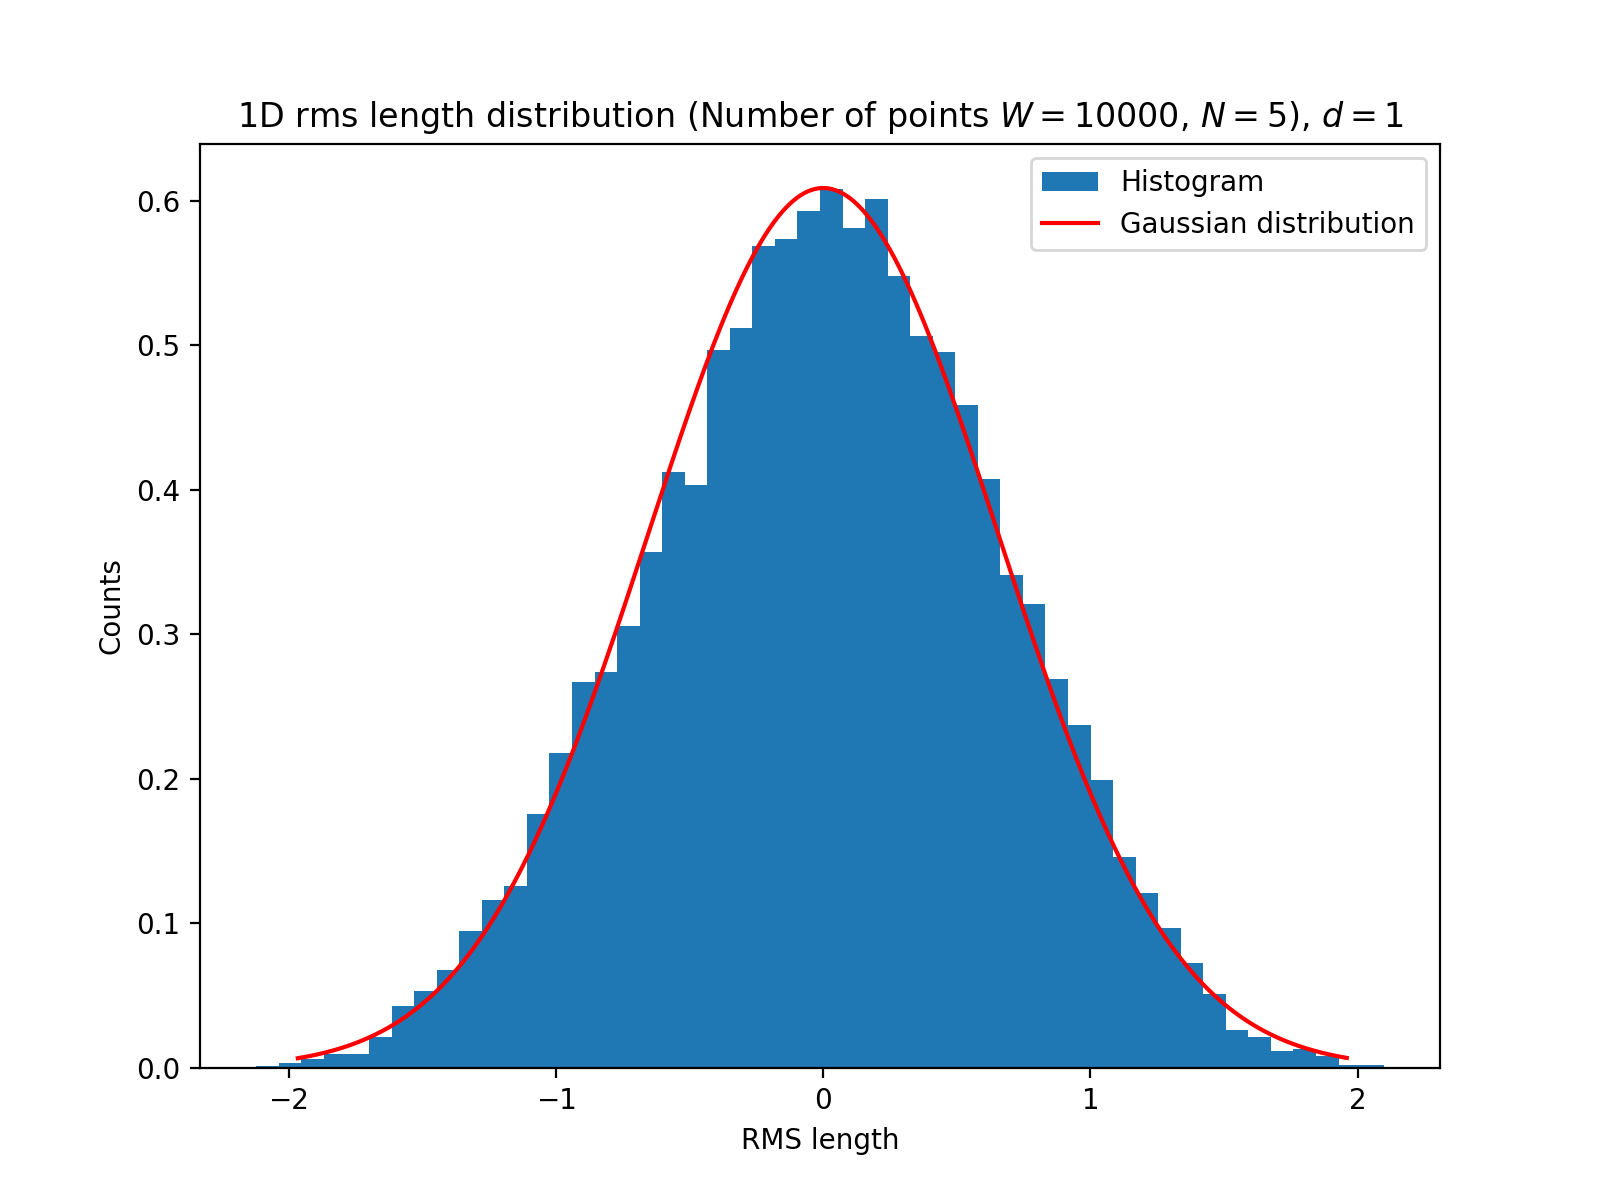 1D rms length distribution (Number of points W = 10000, N = 5), d = 1
Histogram
Gaussian distribution
0.6
0.5
0.4
0.3
0.2
0.1
0.0
Counts
−2
−1
0
1
2
RMS length